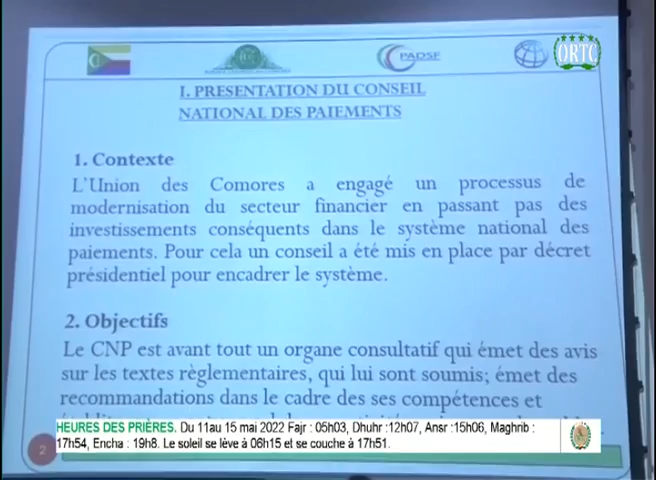 PADSF
ORTC
I. PRESENTATION DU CONSEIL
NATIONAL DES PAIEMENTS
1. Contexte
L'Union des Comores a engagé un processus de
modernisation du secteur financier en passant pas des
investissements conséquents dans le système national des
paiements. Pour cela un conseil a été mis en place par décret
présidentiel pour encadrer le système.
2. Objectifs
Le CNP est avant tout un organe consultatif qui émet des avis
sur les textes règlementaires, qui lui sont soumis; émet des
recommandations dans le cadre des ses compétences et
HEURES DES PRIÈRES. Du 11au 15 mai 2022 Fajr : 05h03, Dhuhr :12h07, Ansr :15h06, Maghrib :
17h54, Encha : 19h8. Le soleil se lève à 06h15 et se couche à 17h51.
2